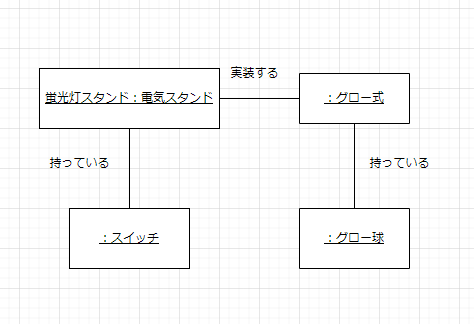 実装する
蛍光灯スタンド：電気スタンド
：グロー式
持っている
持っている
：スイッチ
：グロー球